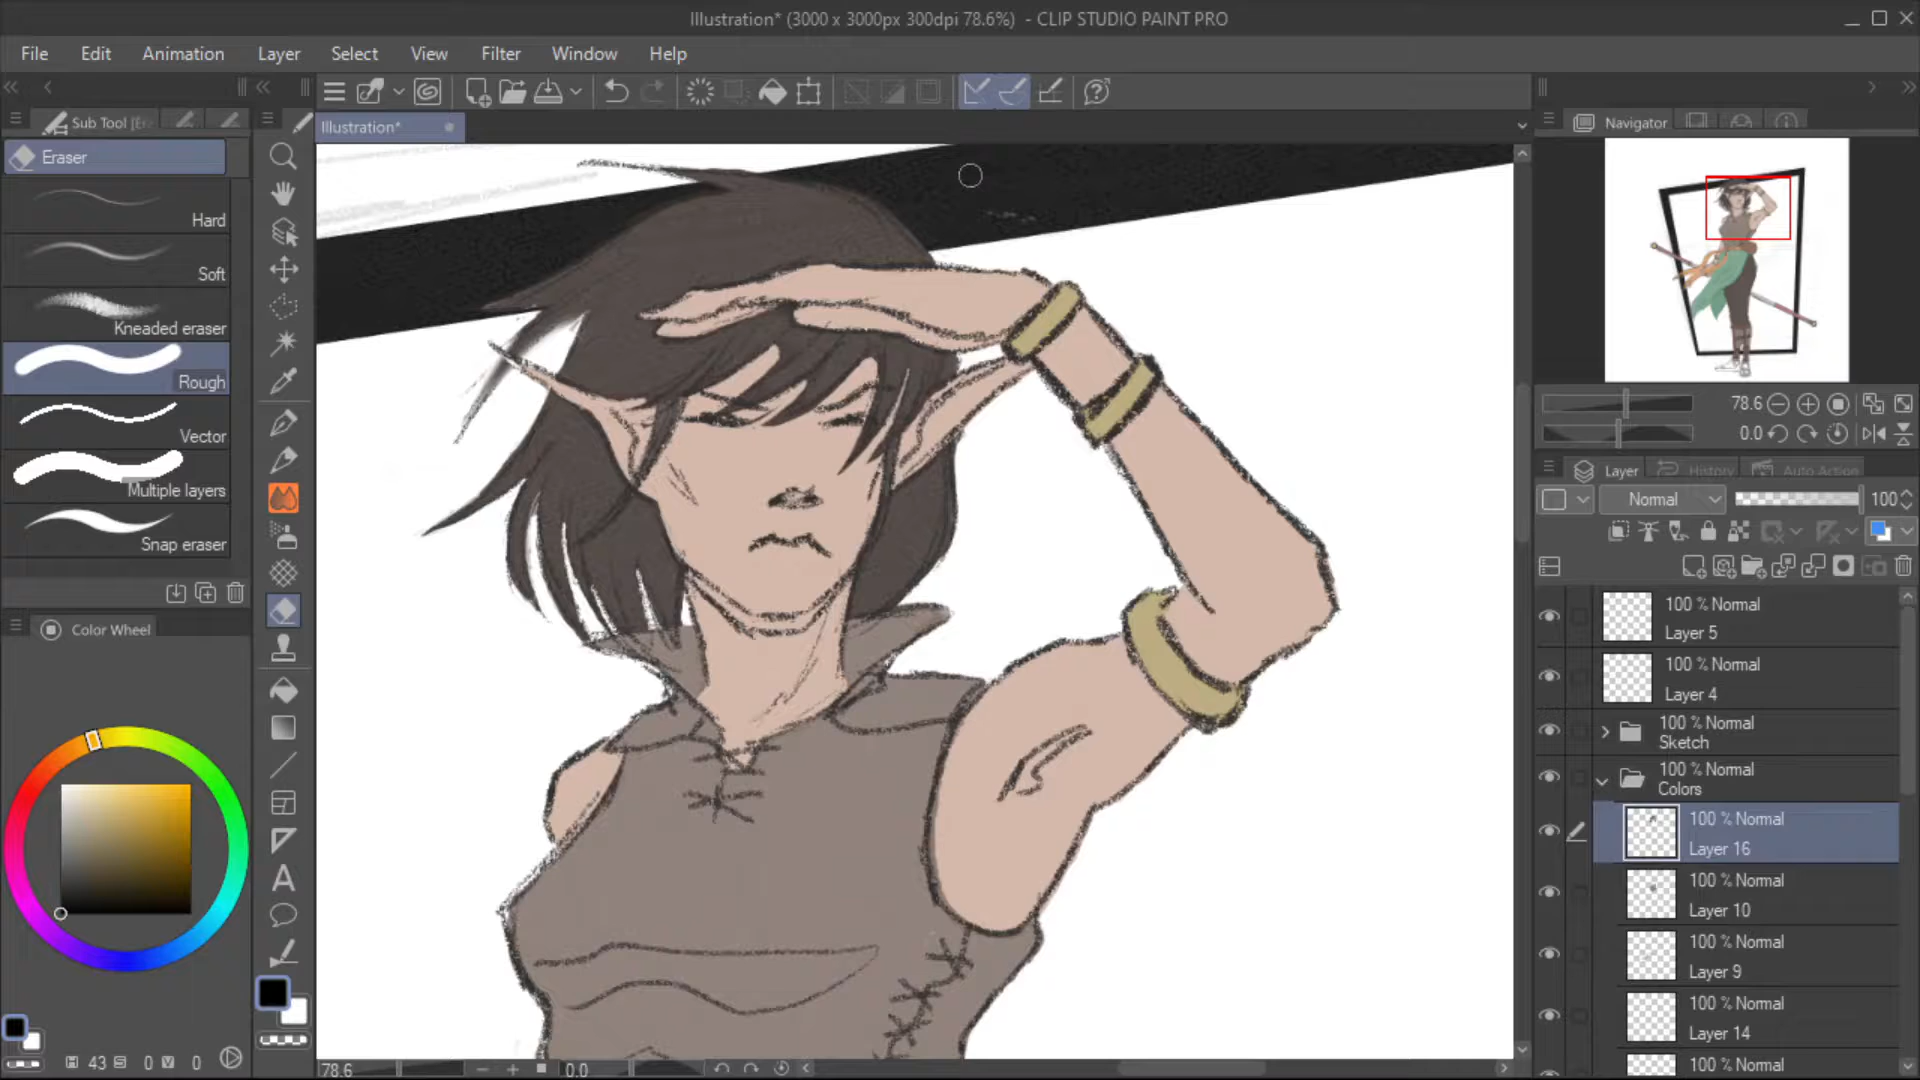 Illustration* (3000 x 3000px 300dpi 78.6%) - CLIP STUDIO PAINT PRO
File Edit Animation Layer Select View Filter Window Help
Sub Tool
Illustration*
Navigator
Eraser
Hard
Soft
Kneaded eraser
Rough
Vector
Multiple layers
Snap eraser
Color Wheel
H 43 S 0 V 0
78.6
0.0
78.6
0.0
Layer History Auto Action
Normal 100
100 % Normal
Layer 5
100 % Normal
Layer 4
100 % Normal
Sketch
100 % Normal
Colors
100 % Normal
Layer 16
100 % Normal
Layer 10
100 % Normal
Layer 9
100 % Normal
Layer 14
100 % Normal